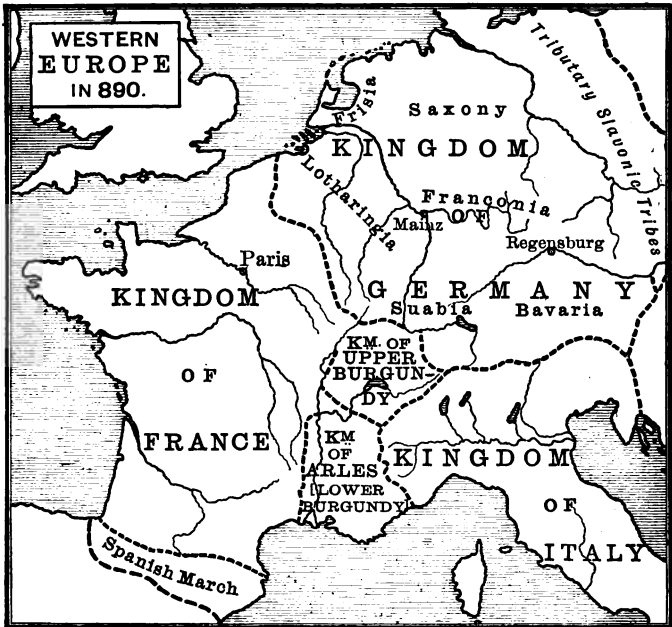 WESTERN
EUROPE
IN 890.
Tributary Slavonic Tribes
Frisia
Saxony
KINGDOM
Lotharingia
Franconia
Mainz
OF
Regensburg
Paris
GERMANY
KINGDOM
Suabia
Bavaria
KM. OF
UPPER
BURGUN-
DY
OF
FRANCE
KM
OF
ARLES
[LOWER
BURGUNDY]
KINGDOM
OF
ITALY
Spanish March